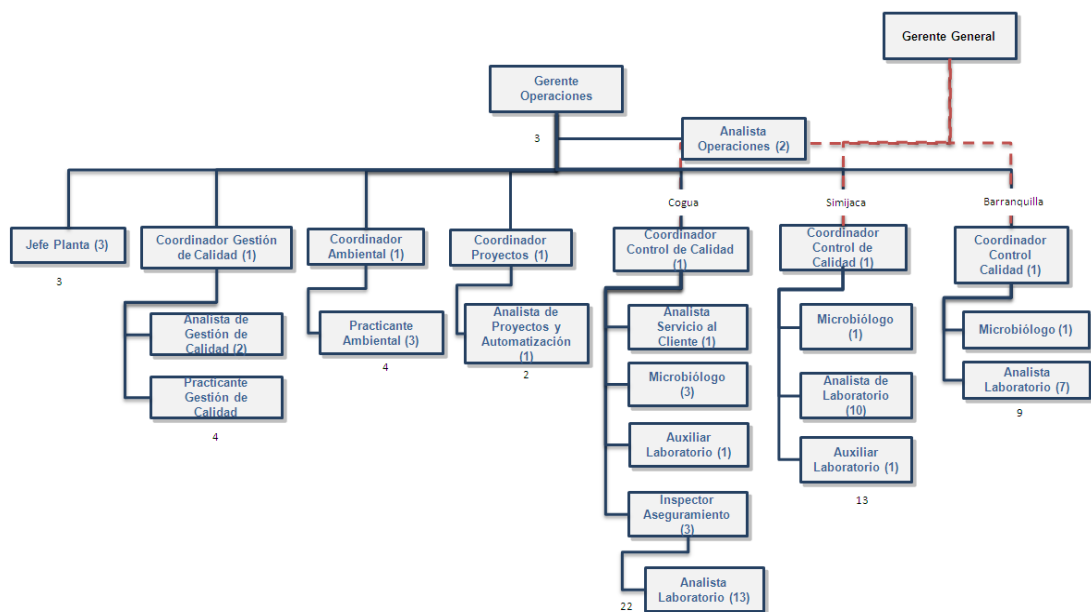 Gerente General
Gerente
Operaciones
3
Analista
Operaciones (2)
Cogua
Simijaca
Barranquilla
Jefe Planta (3)
3
Coordinador Gestión
de Calidad (1)
Analista de
Gestión de
Calidad (2)
Practicante
Gestión de
Calidad
4
Coordinador
Ambiental (1)
Practicante
Ambiental (3)
4
Coordinador
Proyectos (1)
Analista de
Proyectos y
Automatización
(1)
2
Coordinador
Control de Calidad
(1)
Analista
Servicio al
Cliente (1)
Microbiólogo
(3)
Auxiliar
Laboratorio (1)
Inspector
Aseguramiento
(3)
Analista
Laboratorio (13)
22
Coordinador
Control de
Calidad (1)
Microbiólogo
(1)
Analista de
Laboratorio
(10)
Auxiliar
Laboratorio (1)
13
Coordinador
Control
Calidad (1)
Microbiólogo (1)
Analista
Laboratorio (7)
9